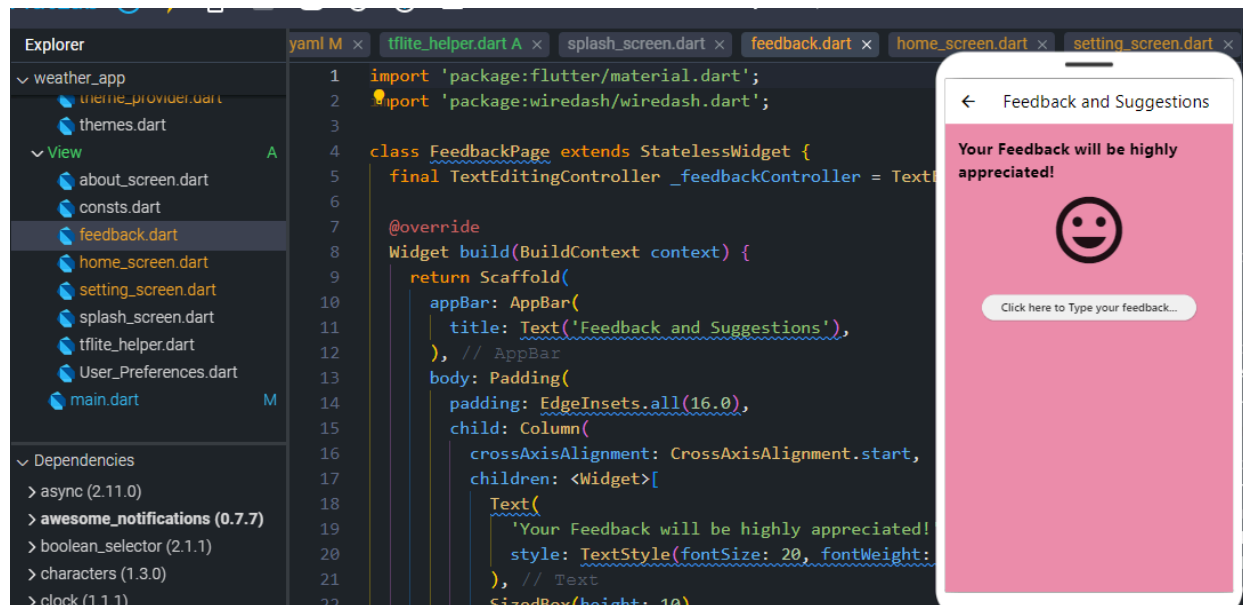 Explorer
weather_app
theme_provider.dart
themes.dart
View A
about_screen.dart
consts.dart
feedback.dart
home_screen.dart
setting_screen.dart
splash_screen.dart
tflite_helper.dart
User_Preferences.dart
main.dart M
Dependencies
async (2.11.0)
awesome_notifications (0.7.7)
boolean_selector (2.1.1)
characters (1.3.0)
clock (1.1.1)
yaml M × tflite_helper.dart A × splash_screen.dart × feedback.dart × home_screen.dart × setting_screen.dart ×
1 import 'package:flutter/material.dart';
2 import 'package:wiredash/wiredash.dart';
3
4 class FeedbackPage extends StatelessWidget {
5 final TextEditingController _feedbackController = TextE
6
7 @override
8 Widget build(BuildContext context) {
9 return Scaffold(
10 appBar: AppBar(
11 title: Text('Feedback and Suggestions'),
12 ), // AppBar
13 body: Padding(
14 padding: EdgeInsets.all(16.0),
15 child: Column(
16 crossAxisAlignment: CrossAxisAlignment.start,
17 children: <Widget>[
18 Text(
19 'Your Feedback will be highly appreciated!'
20 style: TextStyle(fontSize: 20, fontWeight:
21 ), // Text
22 SizedBox(height: 10)
Feedback and Suggestions
Your Feedback will be highly
appreciated!
Click here to Type your feedback...